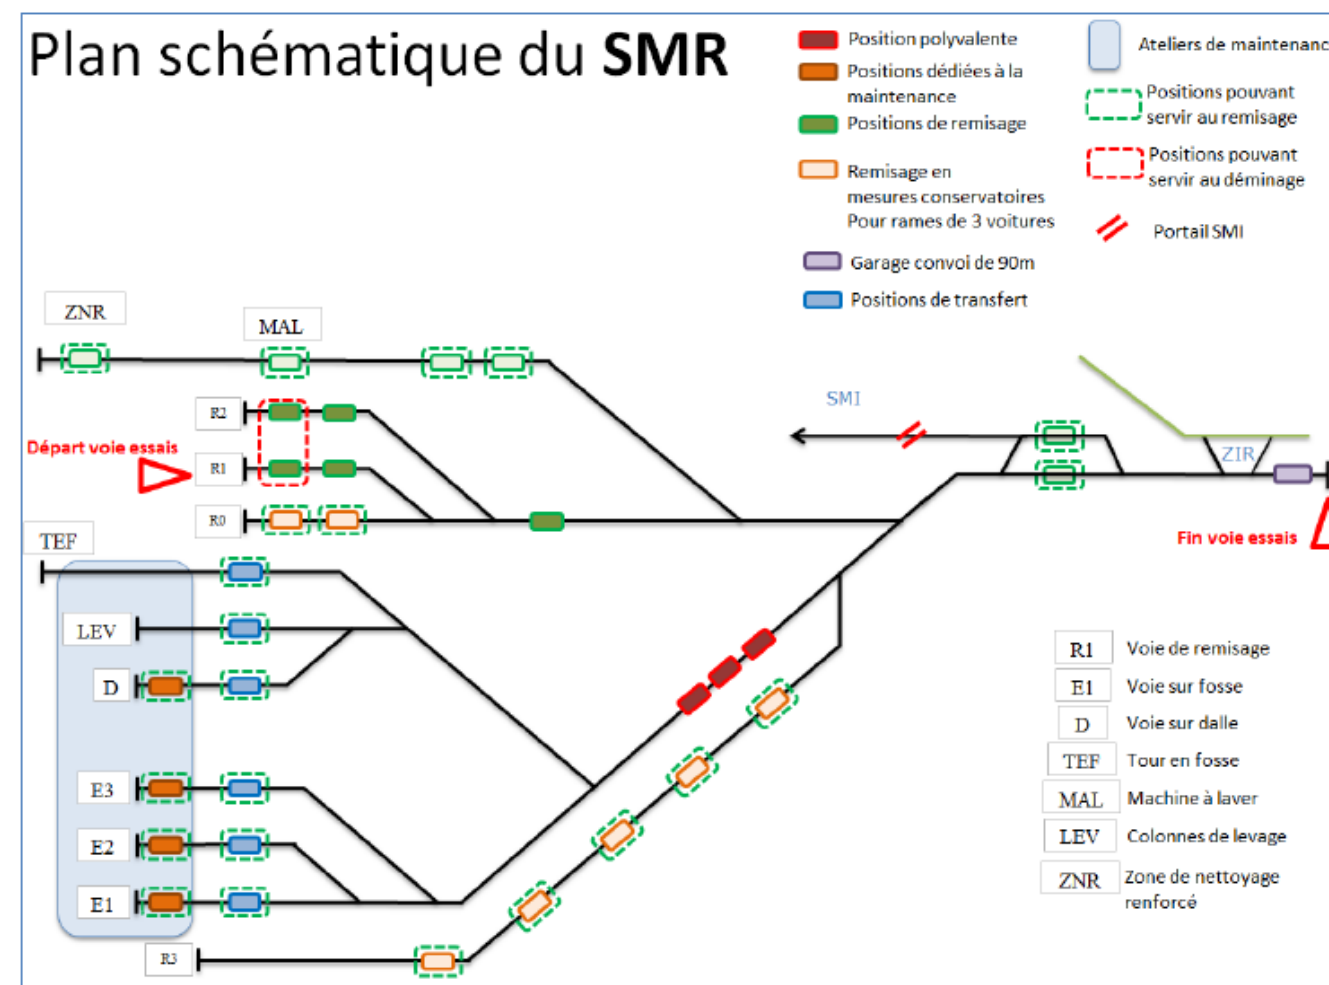 Plan schématique du SMR
Position polyvalente
Positions dédiées à la
maintenance
Positions de remisage
Remisage en
mesures conservatoires
Pour rames de 3 voitures
Garage convoi de 90m
Positions de transfert
Ateliers de maintenanc
Positions pouvant
servir au remisage
Positions pouvant
servir au déminage
Portail SMI
ZNR
MAL
R2
Départ voie essais
R1
R0
SMI
ZIR
Fin voie essais
TEF
LEV
D
E3
E2
E1
R3
R1 Voie de remisage
E1 Voie sur fosse
D Voie sur dalle
TEF Tour en fosse
MAL Machine à laver
LEV Colonnes de levage
ZNR Zone de nettoyage
renforcé